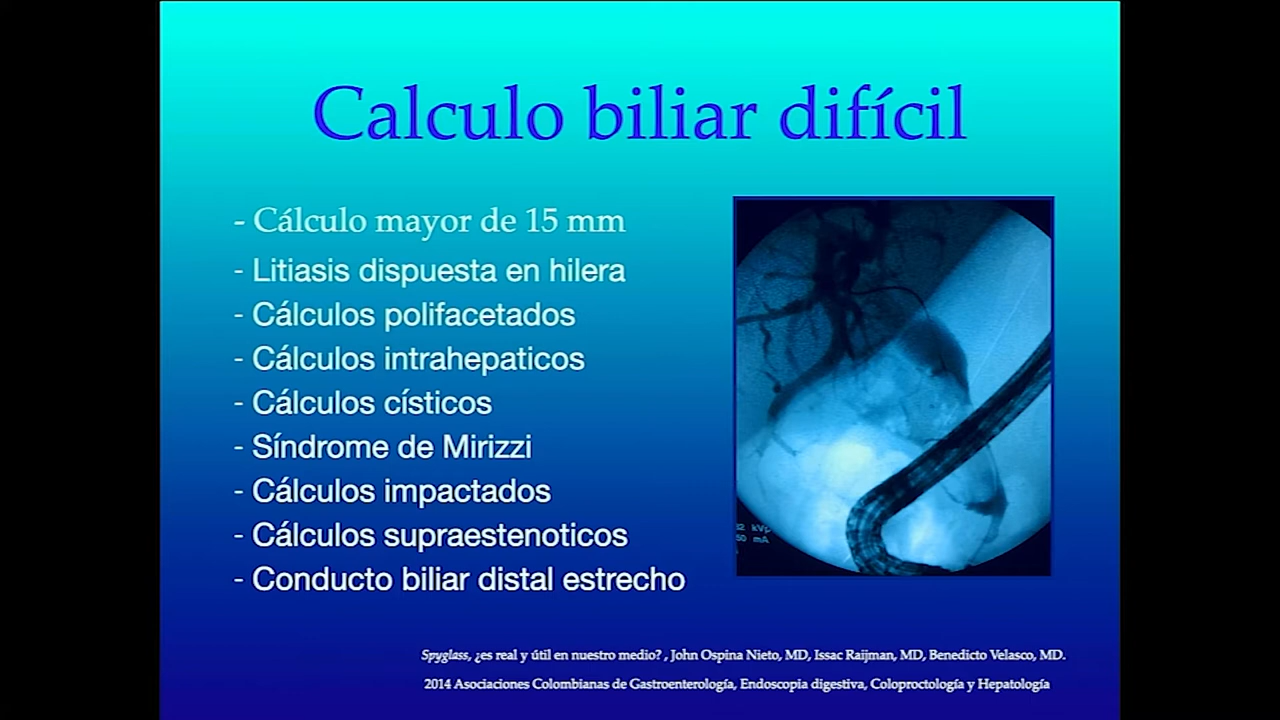 Calculo biliar difícil
- Cálculo mayor de 15 mm
- Litiasis dispuesta en hilera
- Cálculos polifacetados
- Cálculos intrahepaticos
- Cálculos císticos
- Síndrome de Mirizzi
- Cálculos impactados
- Cálculos supraestenoticos
- Conducto biliar distal estrecho
kVp
mA
Spyglass, ¿es real y útil en nuestro medio? , John Ospina Nieto, MD, Issac Raijman, MD, Benedicto Velasco, MD.
2014 Asociaciones Colombianas de Gastroenterología, Endoscopia digestiva, Coloproctología y Hepatología